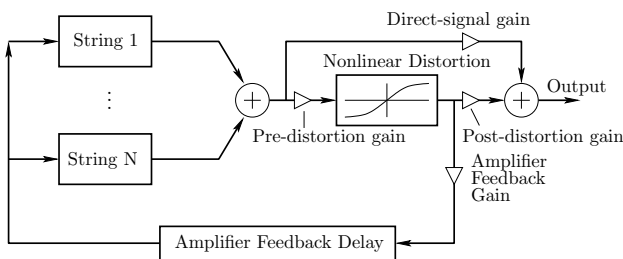 Direct-signal gain
String 1
Nonlinear Distortion
Output
⋮
+
+
Pre-distortion gain
Post-distortion gain
String N
Amplifier
Feedback
Gain
Amplifier Feedback Delay